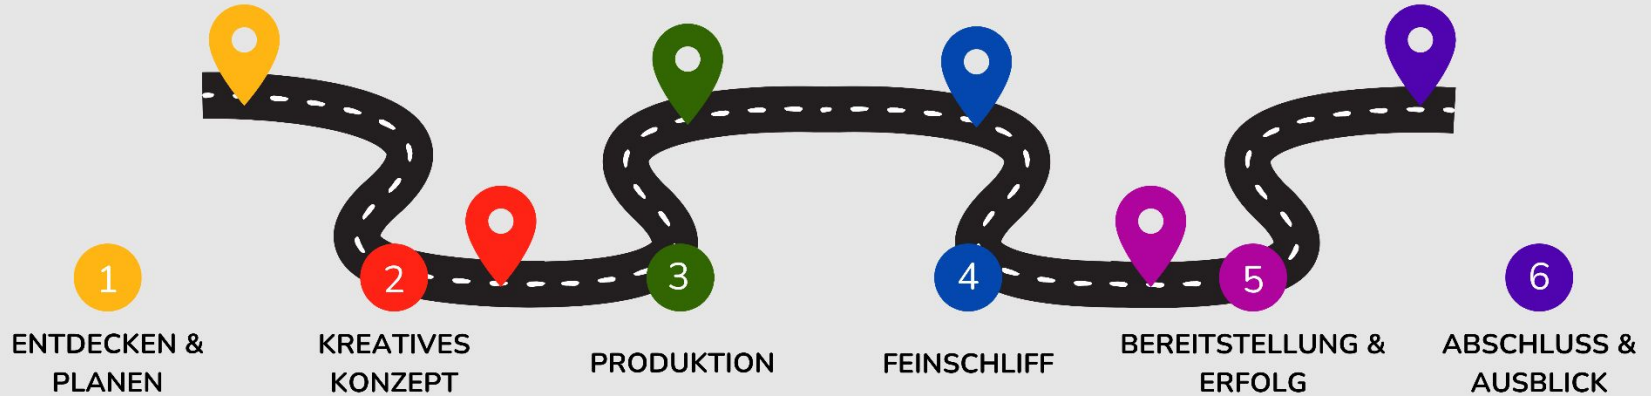 1
ENTDECKEN &
PLANEN
2
KREATIVES
KONZEPT
3
PRODUKTION
4
FEINSCHLIFF
5
BEREITSTELLUNG &
ERFOLG
6
ABSCHLUSS &
AUSBLICK